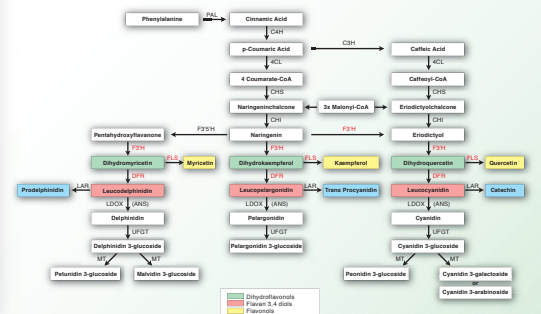 Phenylalanine PAL Cinnamic Acid
C4H
p-Coumaric Acid C3H Caffeic Acid
4CL 4CL
4 Coumarate-CoA Caffeoyl-CoA
CHS CHS
Naringeninchalcone 3x Malonyl-CoA Eriodictyolchalcone
CHI CHI
Pentahydroxyflavanone F3'5'H Naringenin F3'H Eriodictyol
F3'H F3'H F3'H
Dihydromyricetin FLS Myricetin Dihydrokaempferol FLS Kaempferol Dihydroquercetin FLS Quercetin
DFR DFR DFR
Prodelphinidin LAR Leucodelphinidin Leucopelargonidin LAR Trane Procyanidin Leucocyanidin LAR Catechin
LDOX (ANS) LDOX (ANS) LDOX (ANS)
Delphinidin Pelargonidin Cyanidin
UFGT UFGT UFGT
Delphinidin 3-glucoside Pelargonidin 3-glucoside Cyanidin 3-glucoside
MT MT MT MT
Petunidin 3-glucoside Malvidin 3-glucoside Peonidin 3-glucoside Cyanidin 3-galactoside
or
Cyanidin 3-arabinoside
Dihydroflavonols
Flavan 3,4 diols
Flavonols